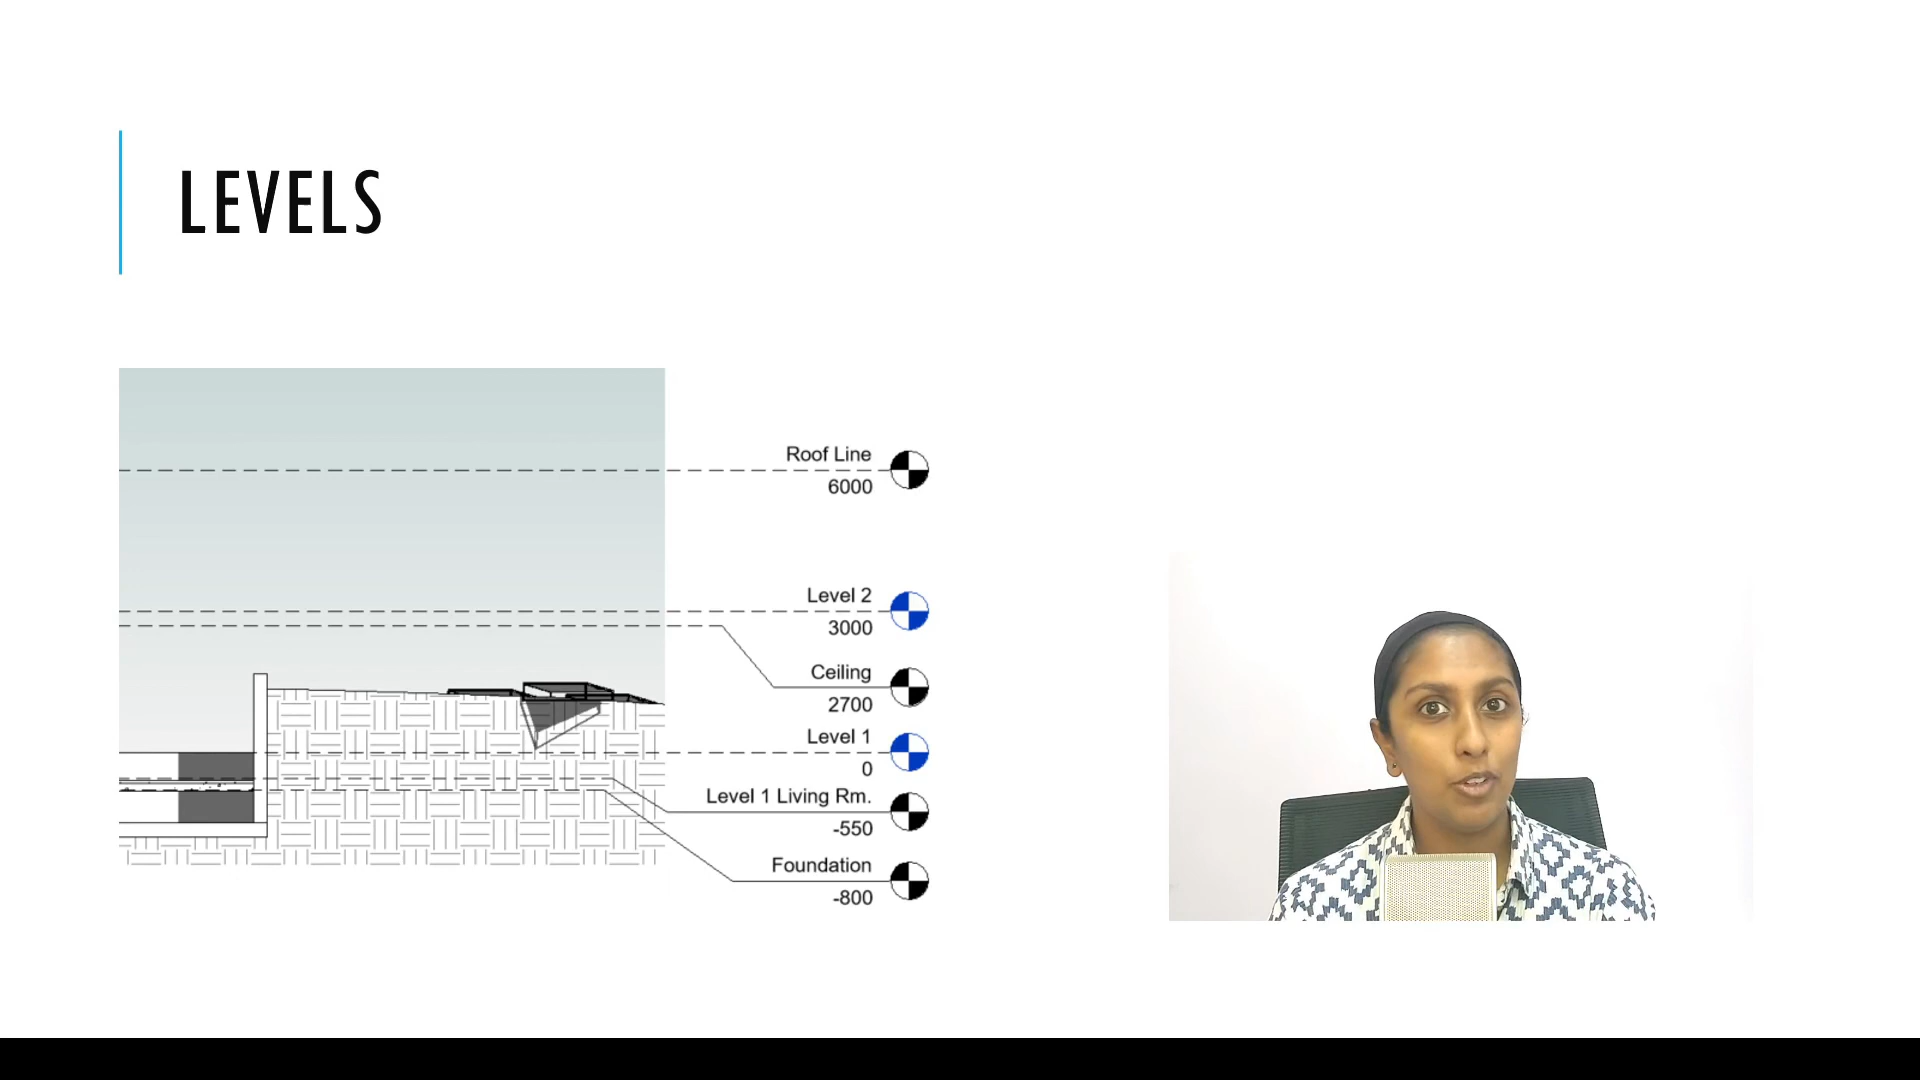 LEVELS
Roof Line
6000
Level 2
3000
Ceiling
2700
Level 1
0
Level 1 Living Rm.
-550
Foundation
-800